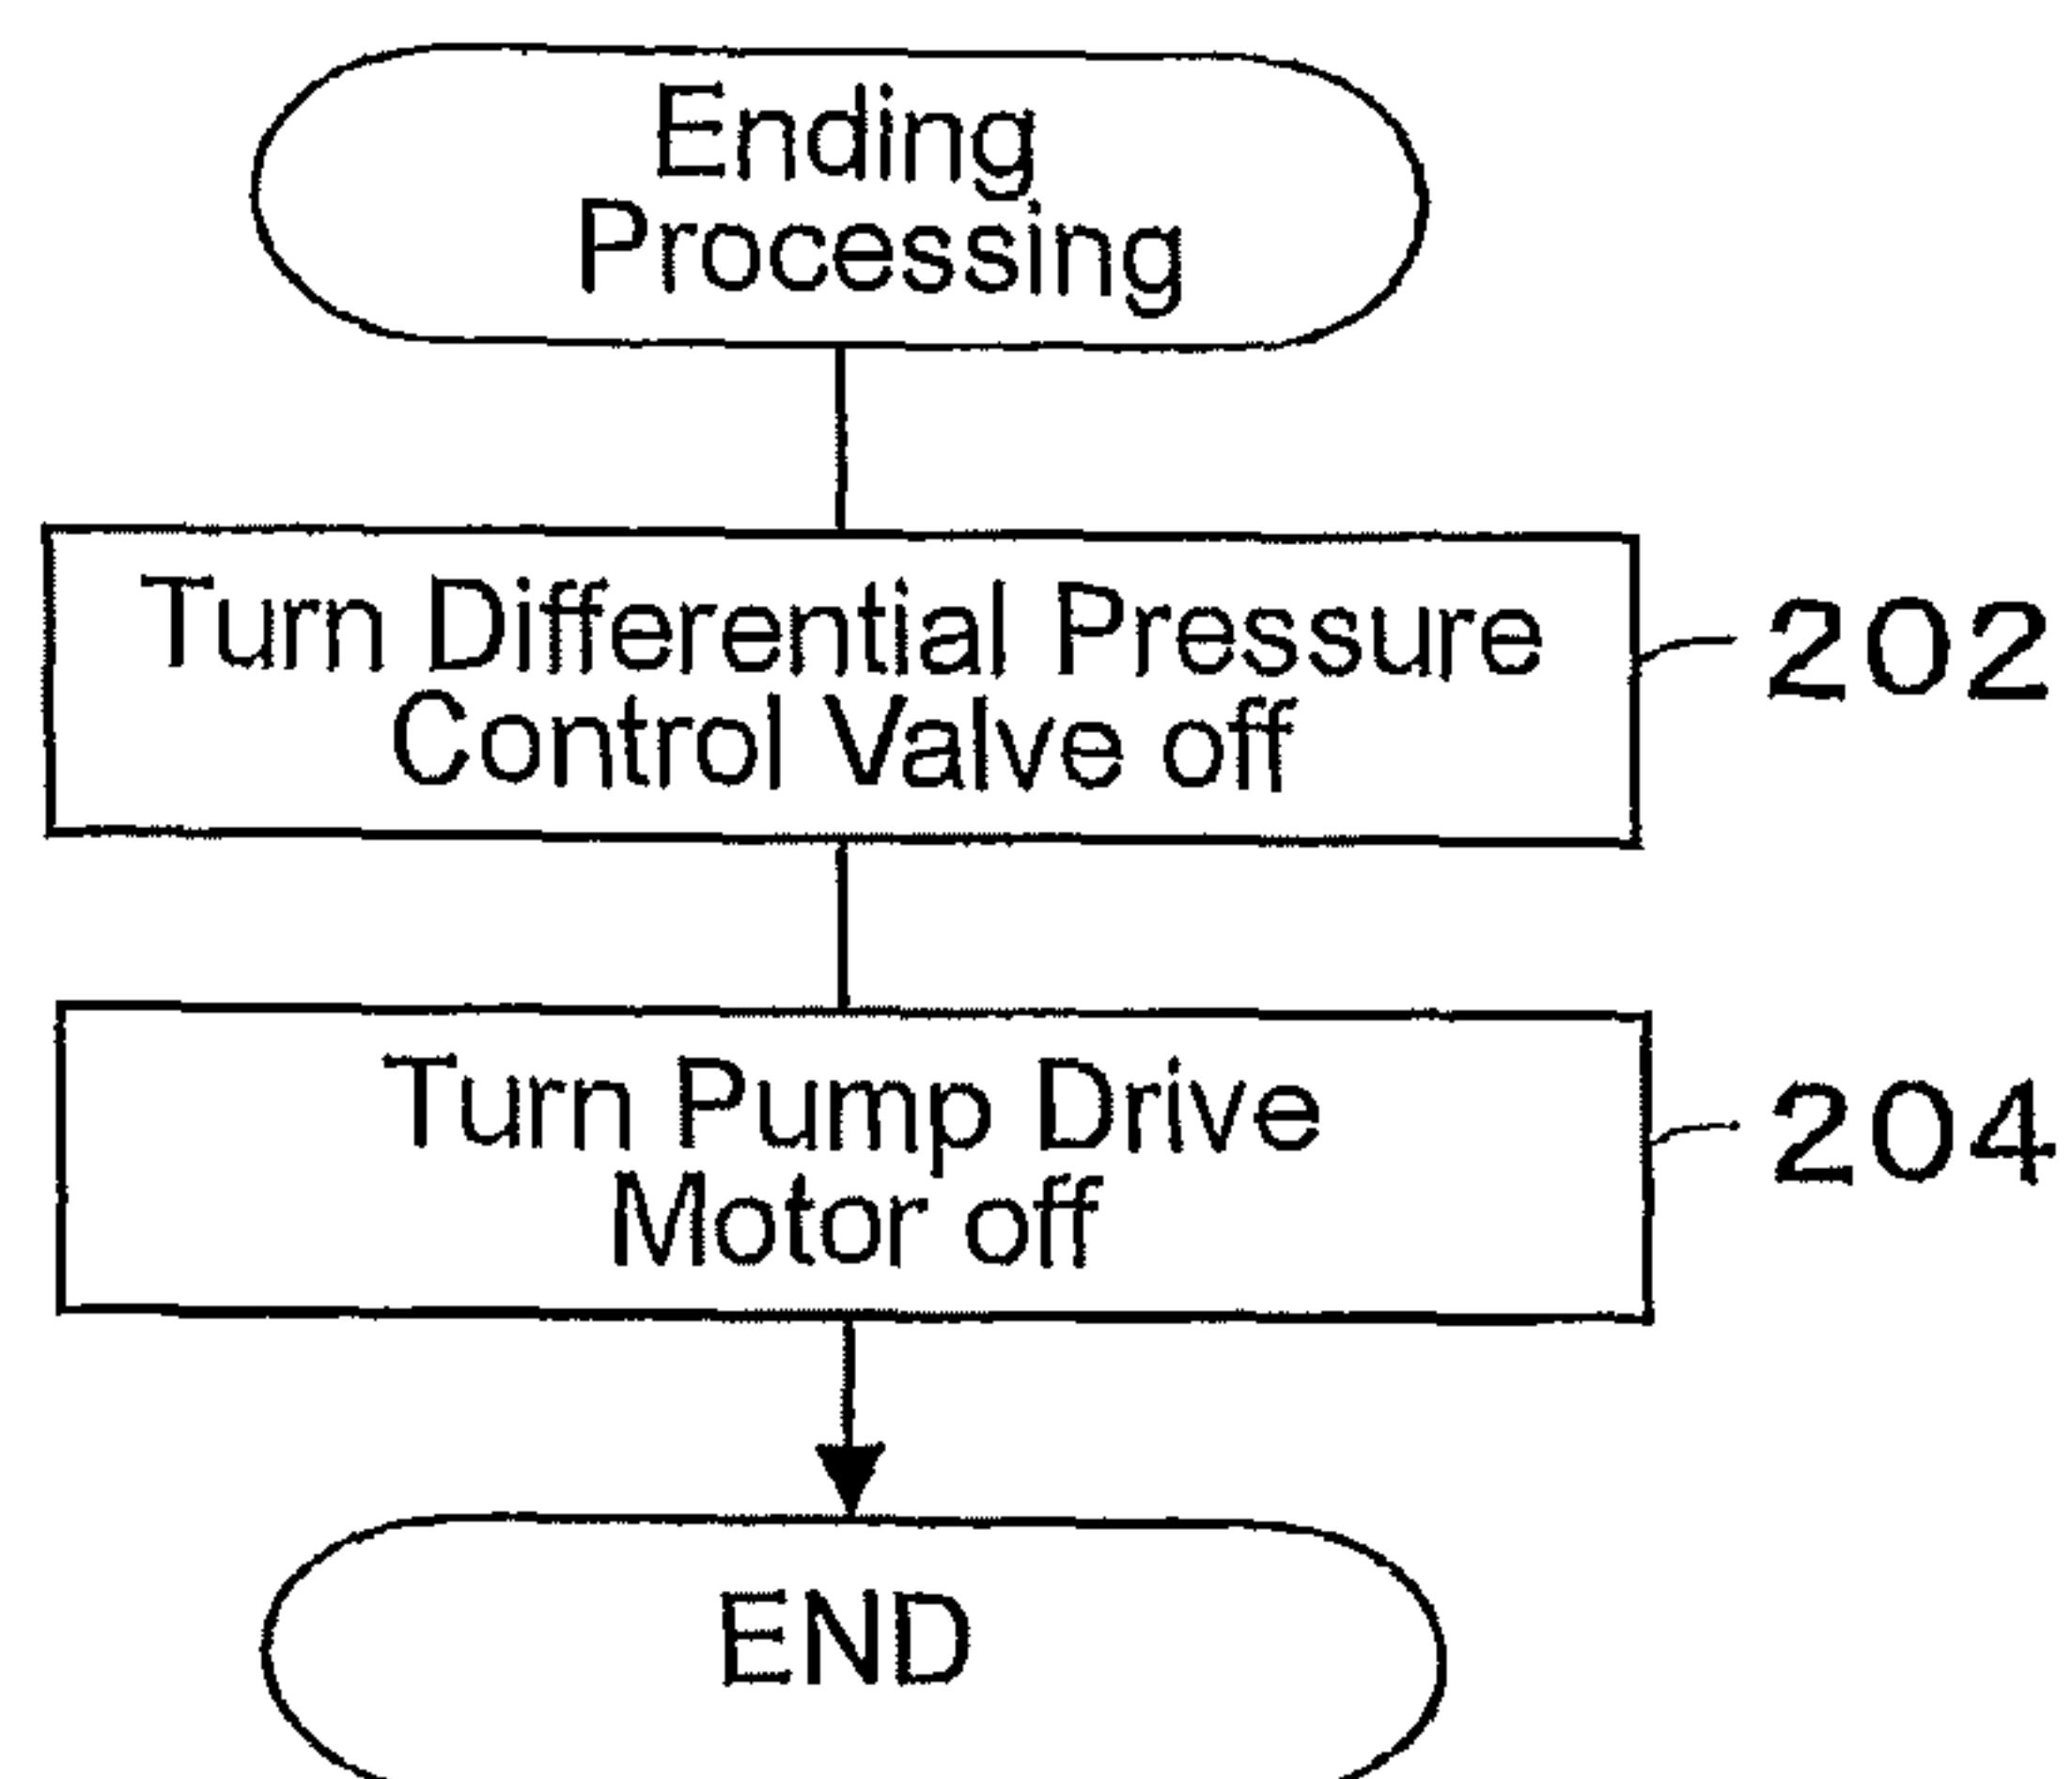 Ending
Processing
Turn Differential Pressure
Control Valve off
202
Turn Pump Drive
Motor off
204
END